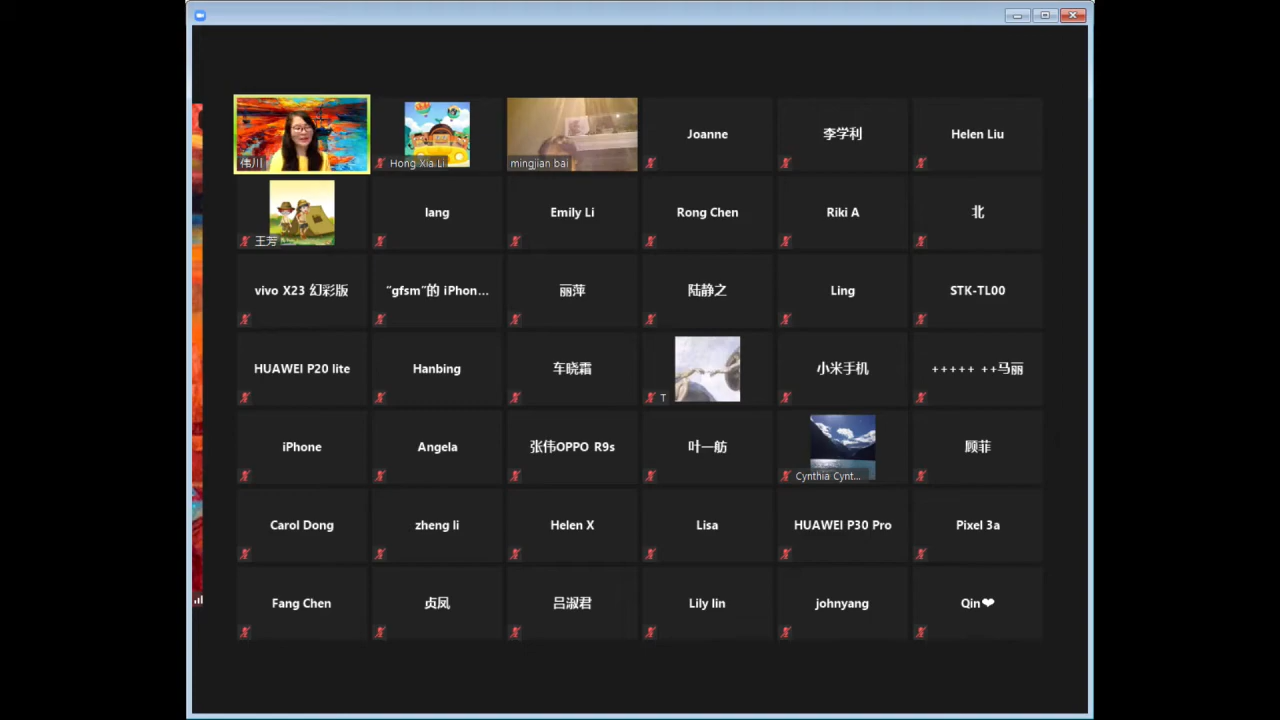 伟川
Hong Xia Li
mingjian bai
Joanne
李学利
Helen Liu
王芳
lang
Emily Li
Rong Chen
Riki A
北
vivo X23 幻彩版
“gfsm”的 iPhon...
丽萍
陆静之
Ling
STK-TL00
HUAWEI P20 lite
Hanbing
车晓霜
T
小米手机
+++++ ++马丽
iPhone
Angela
张伟OPPO R9s
叶一舫
Cynthia Cynt...
顾菲
Carol Dong
zheng li
Helen X
Lisa
HUAWEI P30 Pro
Pixel 3a
Fang Chen
贞凤
吕淑君
Lily lin
johnyang
Qin❤